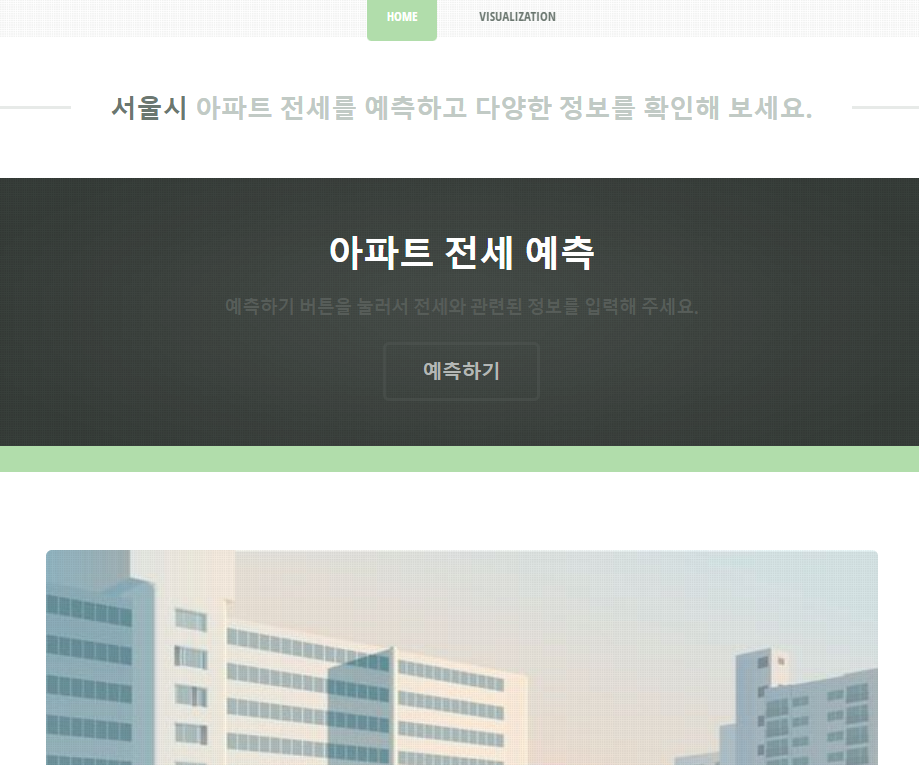 HOME VISUALIZATION
서울시 아파트 전세를 예측하고 다양한 정보를 확인해 보세요.
아파트 전세 예측
예측하기 버튼을 눌러서 전세와 관련된 정보를 입력해 주세요.
예측하기